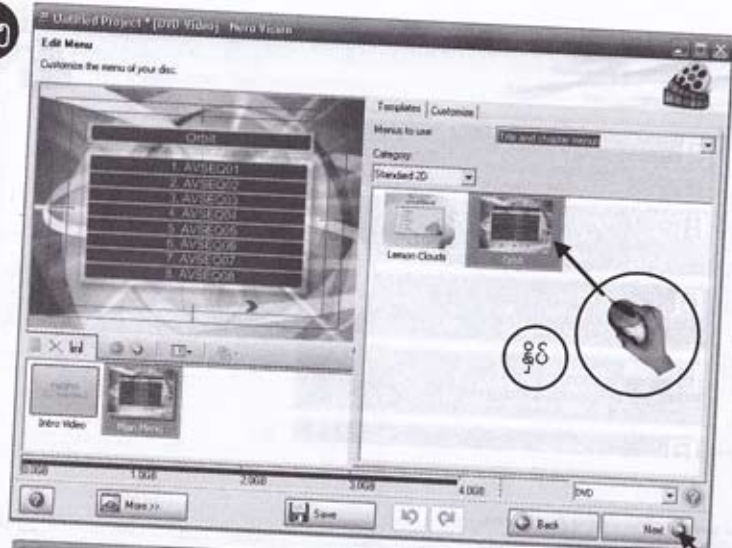 Untitled Project * [DVD Video] Nero Vision
Edit Menu
Customize the menu of your disc.
Templates
Customize
Menus to use
Title and chapter menus
Category
Standard 2D
Orbit
1. AVSEQ01
2. AVSEQ02
3. AVSEQ03
4. AVSEQ04
5. AVSEQ05
6. AVSEQ06
7. AVSEQ07
8. AVSEQ08
Lemon-Clouds
Orbit
Intro Video
Main Menu
1.0GB
2.0GB
3.0GB
4.0GB
DVD
More >>
Save
Back
Next